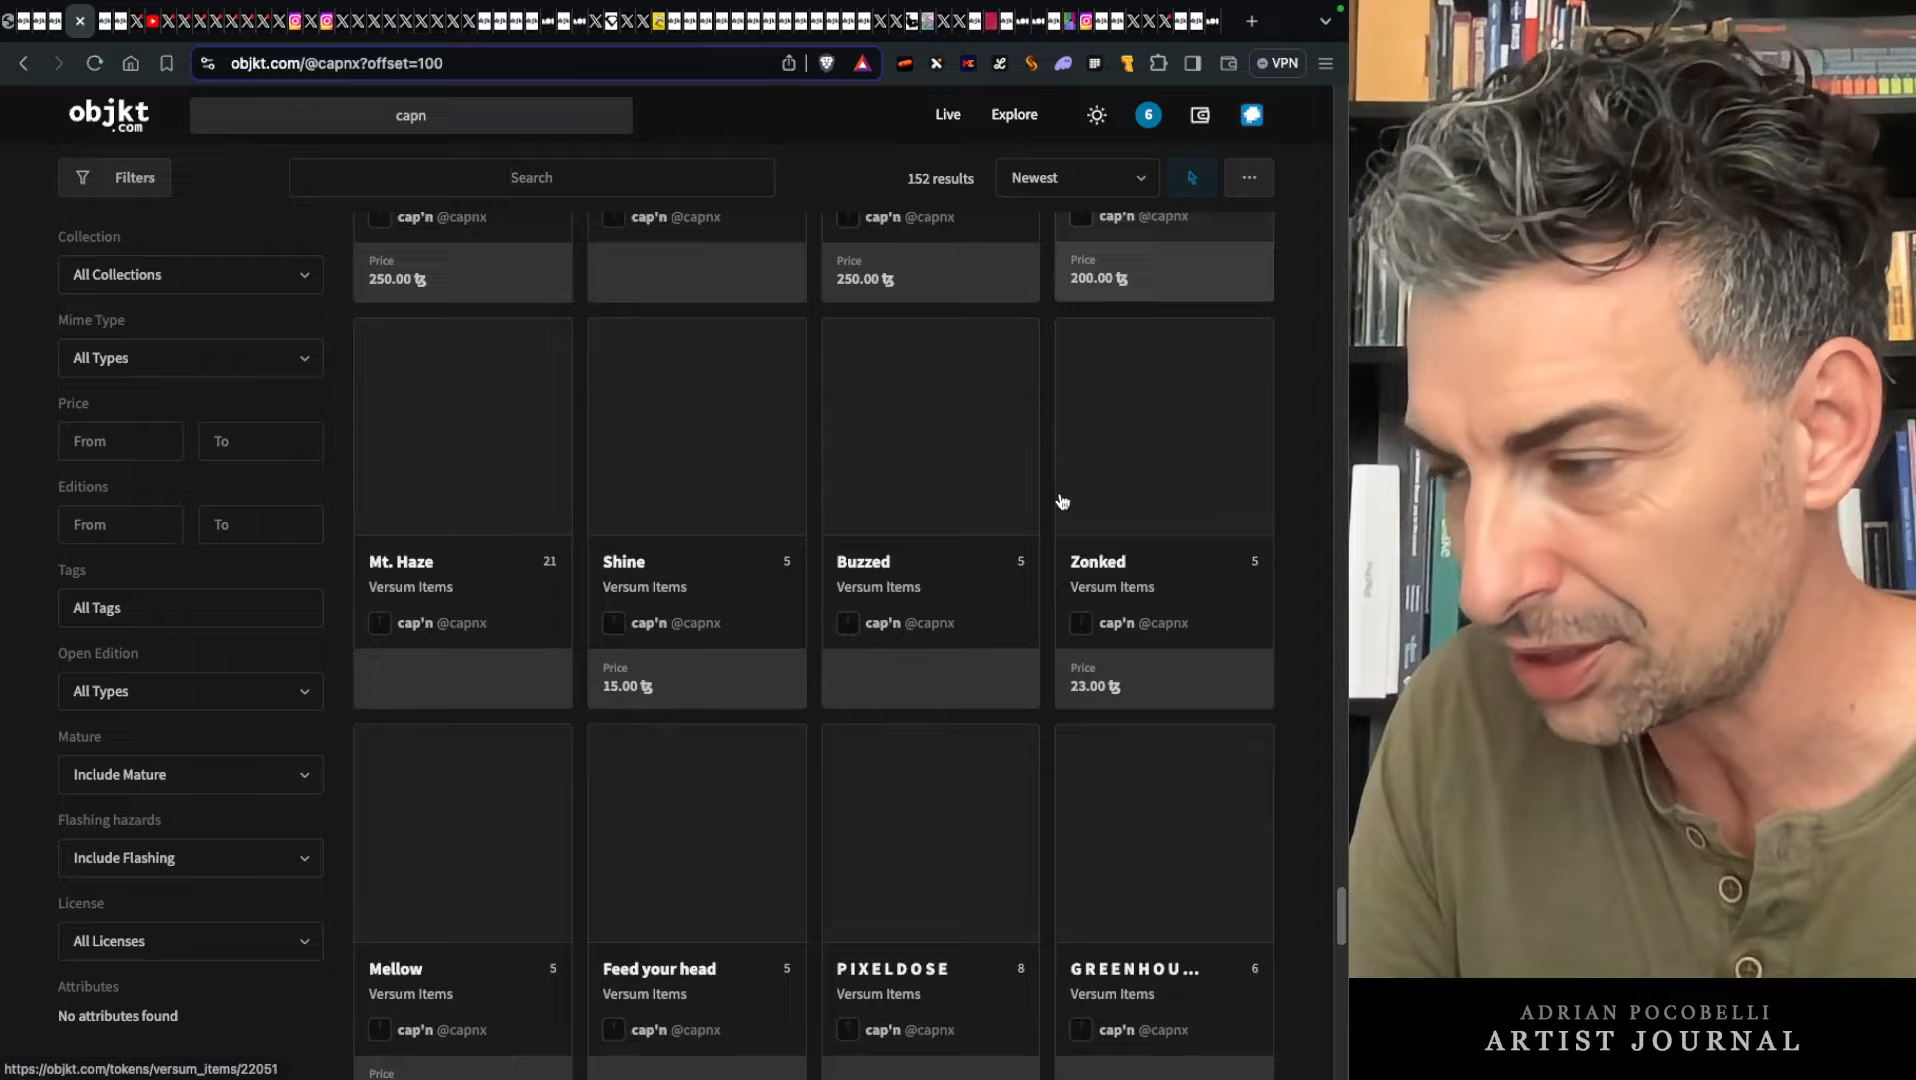 objkt.com/@capnx?offset=100
VPN
objkt
.com
capn
Live
Explore
6
Filters
Search
152 results
Newest
Collection
All Collections
Mime Type
All Types
Price
From
To
Editions
From
To
Tags
All Tags
Open Edition
All Types
Mature
Include Mature
Flashing hazards
Include Flashing
License
All Licenses
Attributes
No attributes found
cap'n @capnx
cap'n @capnx
cap'n @capnx
cap'n @capnx
Price
250.00 ꜩ
Price
250.00 ꜩ
Price
200.00 ꜩ
Mt. Haze 21
Versum Items
cap'n @capnx
Shine 5
Versum Items
cap'n @capnx
Price
15.00 ꜩ
Buzzed 5
Versum Items
cap'n @capnx
Zonked 5
Versum Items
cap'n @capnx
Price
23.00 ꜩ
Mellow 5
Versum Items
cap'n @capnx
Price
Feed your head 5
Versum Items
cap'n @capnx
P I X E L D O S E 8
Versum Items
cap'n @capnx
G R E E N H O U ... 6
Versum Items
cap'n @capnx
https://objkt.com/tokens/versum_items/22051
ADRIAN POCOBELLI
ARTIST JOURNAL